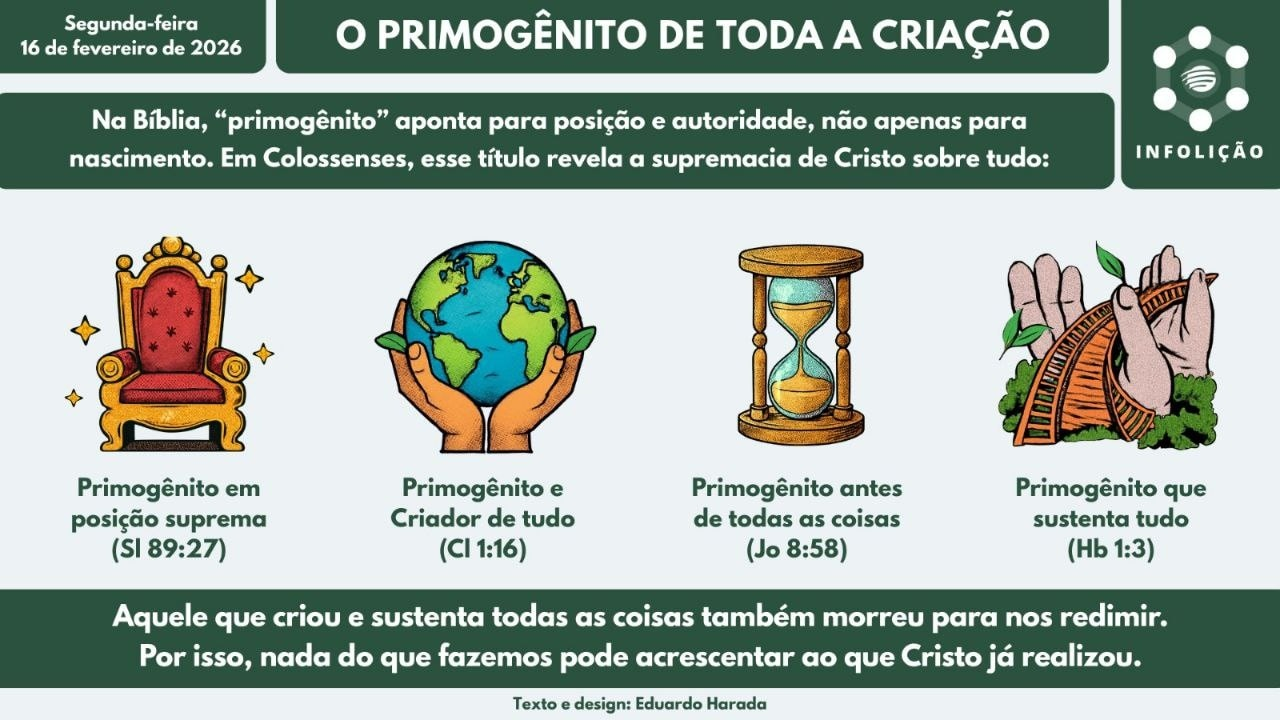 Segunda-feira
16 de fevereiro de 2026
O PRIMOGÊNITO DE TODA A CRIAÇÃO
INFOLIÇÃO
Na Bíblia, “primogênito” aponta para posição e autoridade, não apenas para
nascimento. Em Colossenses, esse título revela a supremacia de Cristo sobre tudo:
Primogênito em
posição suprema
(Sl 89:27)
Primogênito e
Criador de tudo
(Cl 1:16)
Primogênito antes
de todas as coisas
(Jo 8:58)
Primogênito que
sustenta tudo
(Hb 1:3)
Aquele que criou e sustenta todas as coisas também morreu para nos redimir.
Por isso, nada do que fazemos pode acrescentar ao que Cristo já realizou.
Texto e design: Eduardo Harada